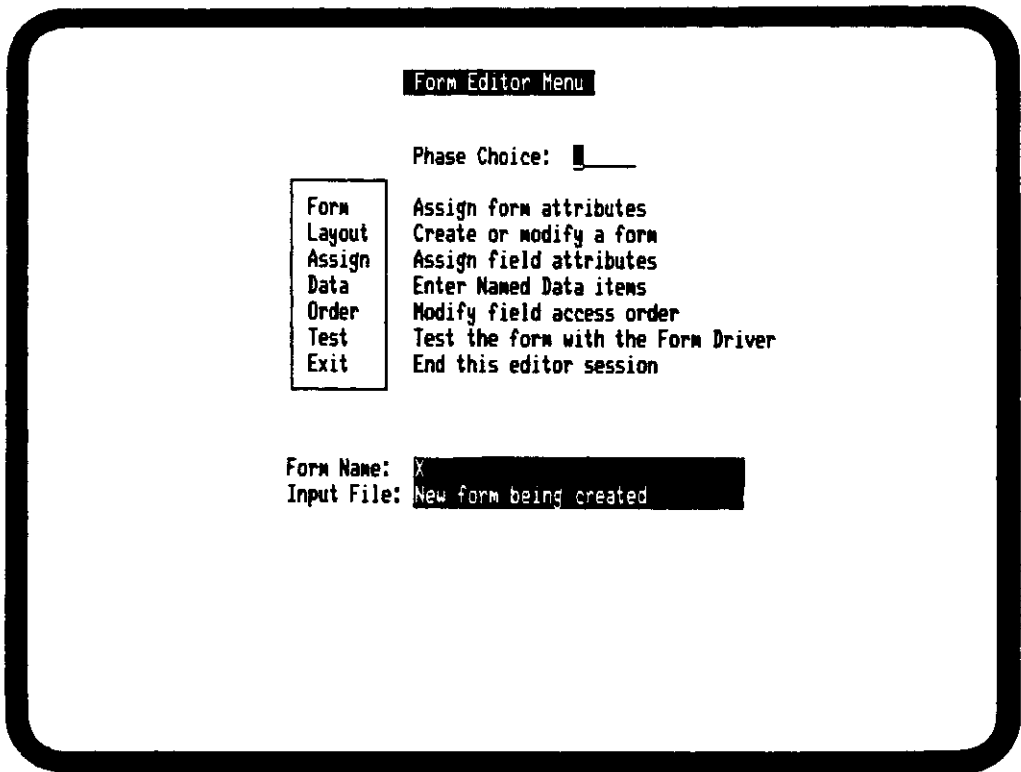 Form Editor Menu
Phase Choice:
Form Assign form attributes
Layout Create or modify a form
Assign Assign field attributes
Data Enter Named Data items
Order Modify field access order
Test Test the form with the Form Driver
Exit End this editor session
Form Name: X
Input File: New form being created